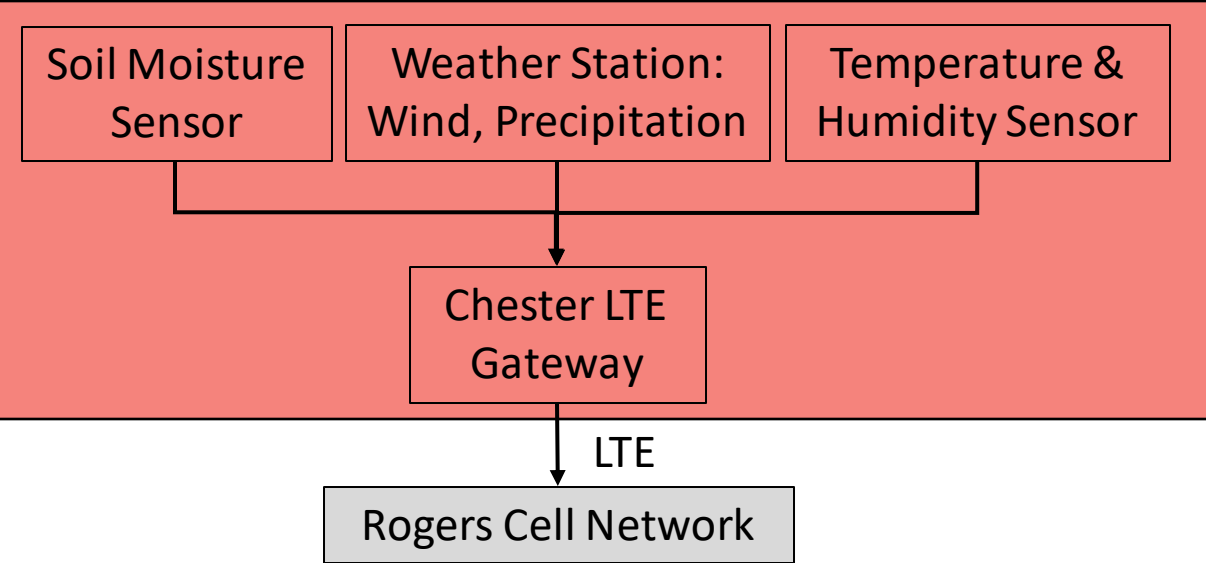 Soil Moisture
Sensor
Weather Station:
Wind, Precipitation
Temperature &
Humidity Sensor
Chester LTE
Gateway
LTE
Rogers Cell Network